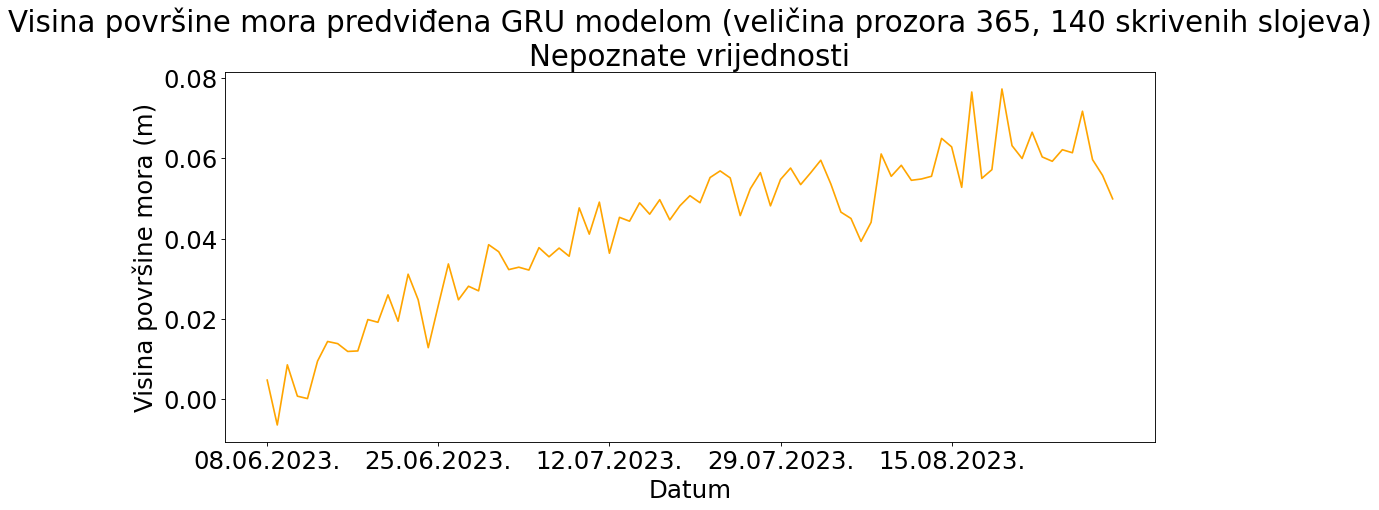 Visina površine mora predviđena GRU modelom (veličina prozora 365, 140 skrivenih slojeva)
Nepoznate vrijednosti
0.08
0.06
0.04
0.02
0.00
Visina površine mora (m)
08.06.2023. 25.06.2023. 12.07.2023. 29.07.2023. 15.08.2023.
Datum